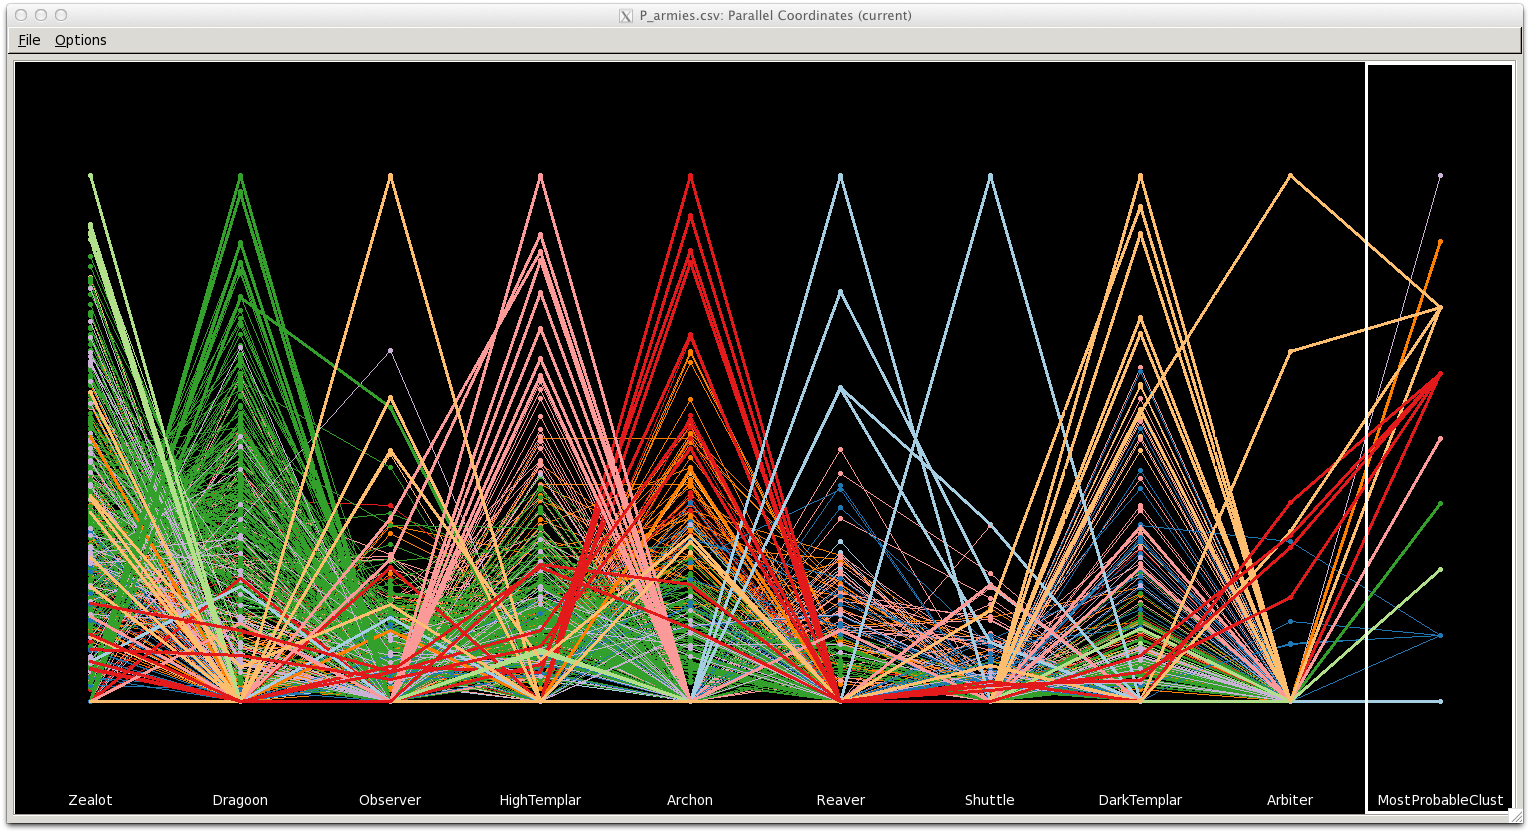 P_armies.csv: Parallel Coordinates (current)
File Options
Zealot Dragoon Observer HighTemplar Archon Reaver Shuttle DarkTemplar Arbiter MostProbableClust